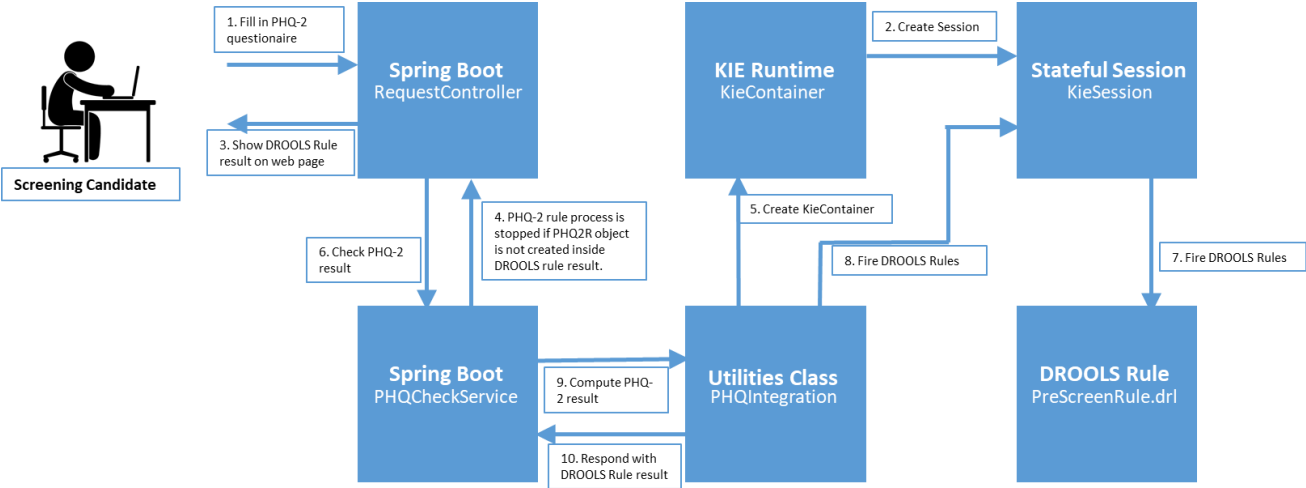 1. Fill in PHQ-2
questionaire
Spring Boot
RequestController
3. Show DROOLS Rule
result on web page
Screening Candidate
KIE Runtime
KieContainer
2. Create Session
Stateful Session
KieSession
6. Check PHQ-2
result
4. PHQ-2 rule process is
stopped if PHQ2R object
is not created inside
DROOLS rule result.
5. Create KieContainer
8. Fire DROOLS Rules
7. Fire DROOLS Rules
Spring Boot
PHQCheckService
9. Compute PHQ-
2 result
10. Respond with
DROOLS Rule result
Utilities Class
PHQIntegration
DROOLS Rule
PreScreenRule.drl